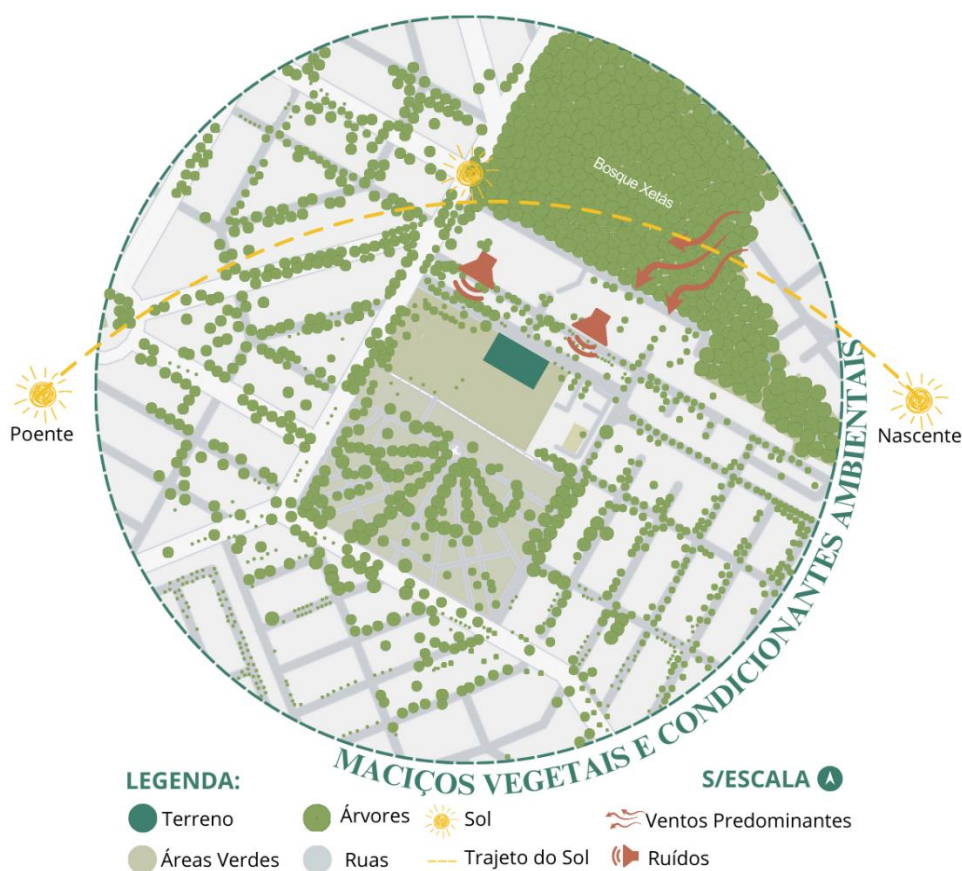 Bosque Xetás
Poente
Nascente
MACIÇOS VEGETAIS E CONDICIONANTES AMBIENTAIS
LEGENDA:
S/ESCALA
Terreno
Árvores
Sol
Ventos Predominantes
Áreas Verdes
Ruas
Trajeto do Sol
Ruídos